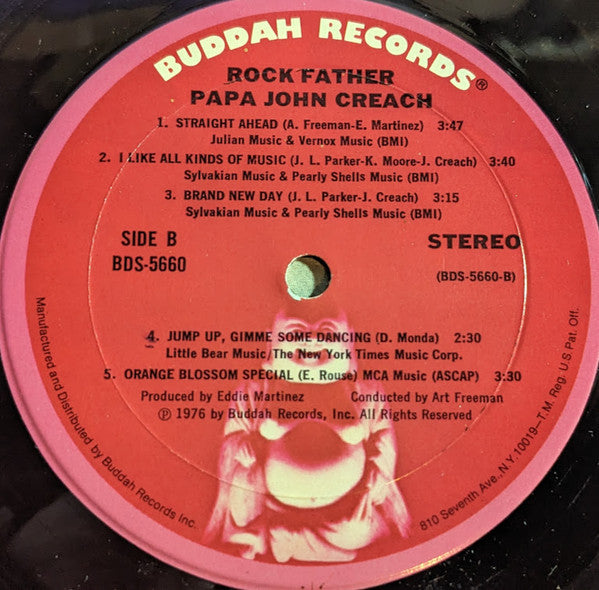 BUDDAH RECORDS®
ROCK FATHER
PAPA JOHN CREACH
1. STRAIGHT AHEAD (A. Freeman-E. Martinez) 3:47
Julian Music & Vernox Music (BMI)
2. I LIKE ALL KINDS OF MUSIC (J. L. Parker-K. Moore-J. Creach) 3:40
Sylvakian Music & Pearly Shells Music (BMI)
3. BRAND NEW DAY (J. L. Parker-J. Creach) 3:15
Sylvakian Music & Pearly Shells Music (BMI)
SIDE B STEREO
BDS-5660 (BDS-5660-B)
4. JUMP UP, GIMME SOME DANCING (D. Monda) 2:30
Little Bear Music/The New York Times Music Corp.
5. ORANGE BLOSSOM SPECIAL (E. Rouse) MCA Music (ASCAP) 3:30
Produced by Eddie Martinez Conducted by Art Freeman
℗ 1976 by Buddah Records, Inc. All Rights Reserved
Manufactured and Distributed by Buddah Records Inc.
810 Seventh Ave., N.Y. 10019—T.M. Reg. U.S Pat. Off.